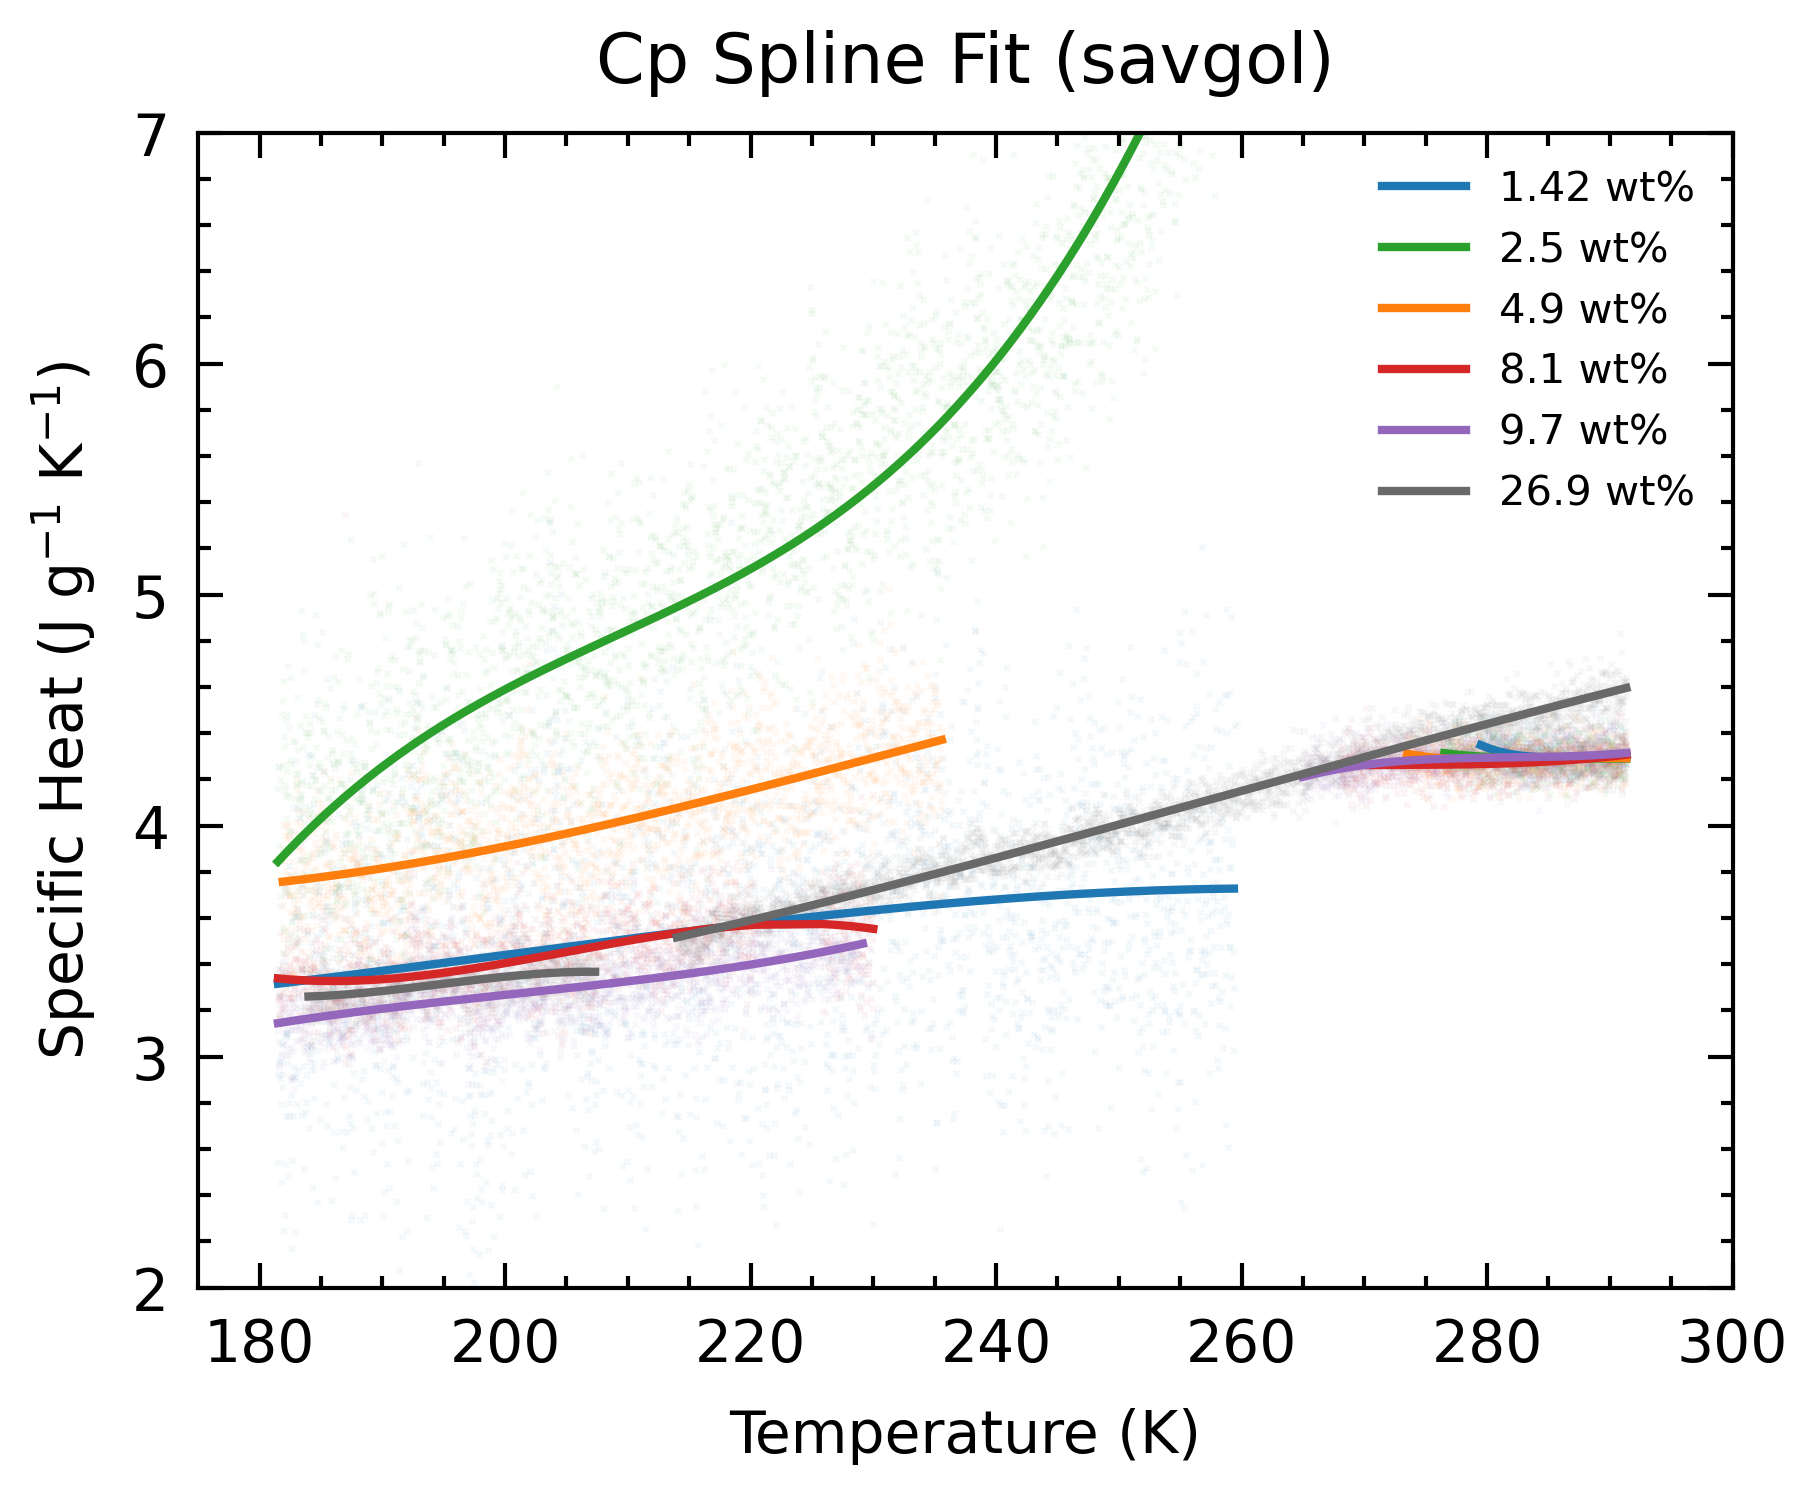 Cp Spline Fit (savgol)
7
6
5
4
3
2
Specific Heat (J g⁻¹ K⁻¹)
1.42 wt%
2.5 wt%
4.9 wt%
8.1 wt%
9.7 wt%
26.9 wt%
180 200 220 240 260 280 300
Temperature (K)